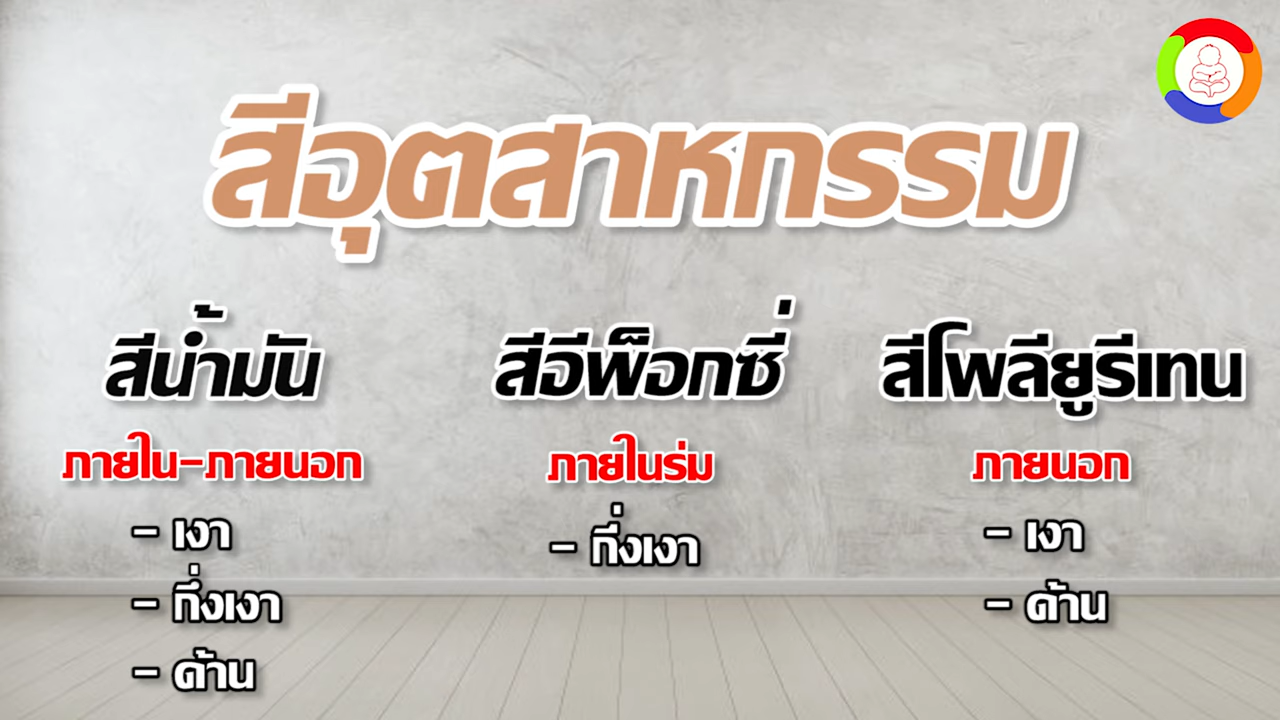 สีอุตสาหกรรม
สีน้ำมัน
ภายใน-ภายนอก
- เงา
- กึ่งเงา
- ด้าน
สีอีพ็อกซี่
ภายในร่ม
- กี่งเงา
สีโพลียูรีเทน
ภายนอก
- เงา
- ด้าน